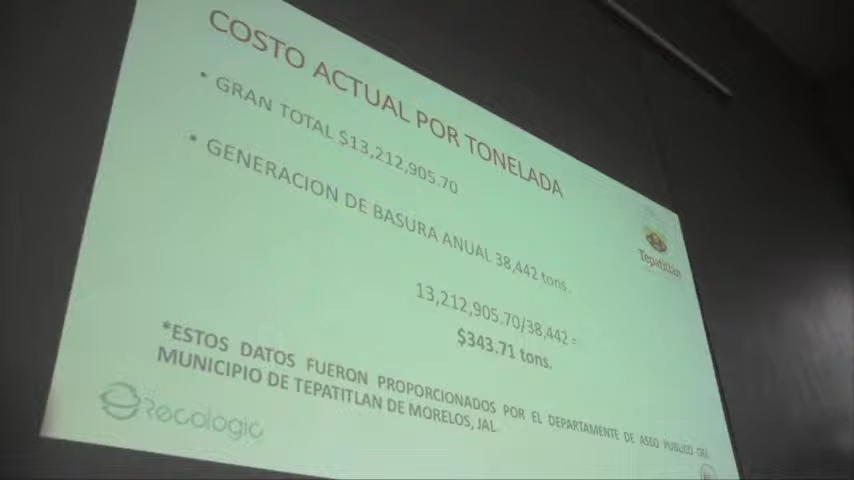 COSTO ACTUAL POR TONELADA
• GRAN TOTAL $13,212,905.70
• GENERACION DE BASURA ANUAL 38,442 tons.
Tepatitlán
13,212,905.70/38,442 =
$343.71 tons.
*ESTOS DATOS FUERON PROPORCIONADOS POR EL DEPARTAMENTE DE ASEO PUBLICO DEL
MUNICIPIO DE TEPATITLAN DE MORELOS, JAL
Recologic